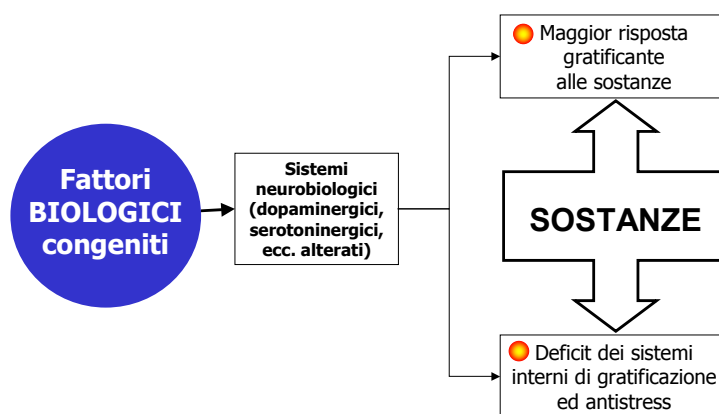 Fattori
BIOLOGICI
congeniti
Sistemi
neurobiologici
(dopaminergici,
serotoninergici,
ecc. alterati)
Maggior risposta
gratificante
alle sostanze
SOSTANZE
Deficit dei sistemi
interni di gratificazione
ed antistress